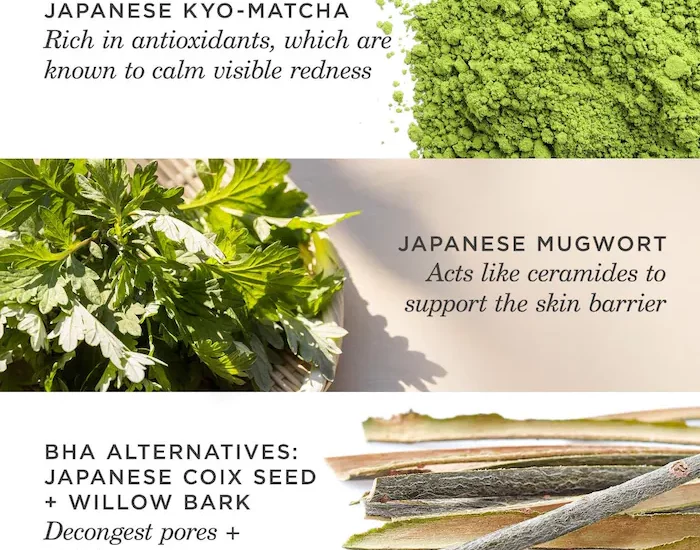 JAPANESE KYO-MATCHA
Rich in antioxidants, which are
known to calm visible redness
JAPANESE MUGWORT
Acts like ceramides to
support the skin barrier
BHA ALTERNATIVES:
JAPANESE COIX SEED
+ WILLOW BARK
Decongest pores +